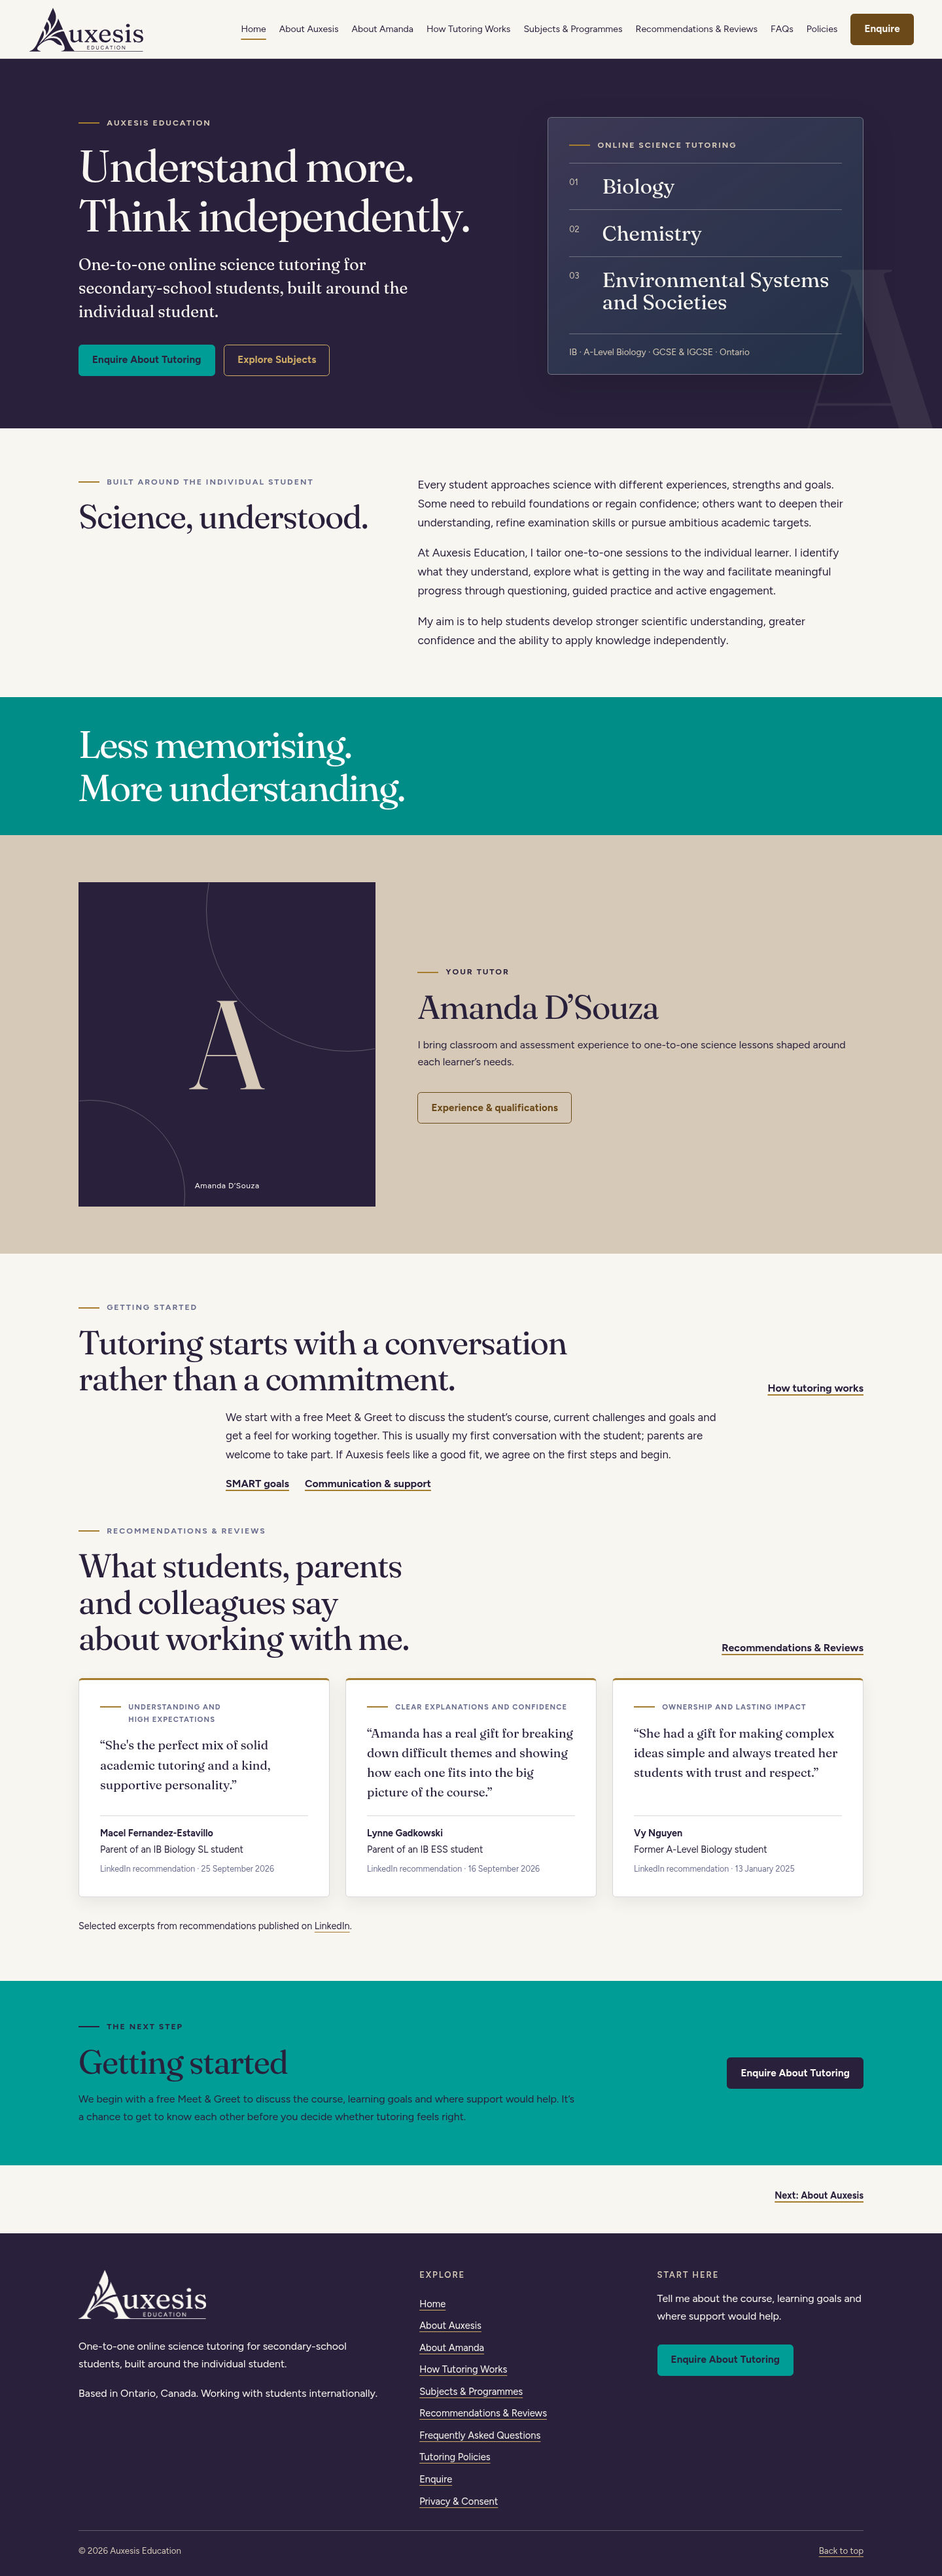 Auxesis
EDUCATION
Home About Auxesis About Amanda How Tutoring Works Subjects & Programmes Recommendations & Reviews FAQs Policies Enquire
AUXESIS EDUCATION
Understand more.
Think independently.
One-to-one online science tutoring for
secondary-school students, built around the
individual student.
Enquire About Tutoring Explore Subjects
ONLINE SCIENCE TUTORING
01 Biology
02 Chemistry
03 Environmental Systems
and Societies
IB · A-Level Biology · GCSE & IGCSE · Ontario
A
BUILT AROUND THE INDIVIDUAL STUDENT
Science, understood.
Every student approaches science with different experiences, strengths and goals.
Some need to rebuild foundations or regain confidence; others want to deepen their
understanding, refine examination skills or pursue ambitious academic targets.
At Auxesis Education, I tailor one-to-one sessions to the individual learner. I identify
what they understand, explore what is getting in the way and facilitate meaningful
progress through questioning, guided practice and active engagement.
My aim is to help students develop stronger scientific understanding, greater
confidence and the ability to apply knowledge independently.
Less memorising.
More understanding.
A
Amanda D'Souza
YOUR TUTOR
Amanda D’Souza
I bring classroom and assessment experience to one-to-one science lessons shaped around
each learner’s needs.
Experience & qualifications
GETTING STARTED
Tutoring starts with a conversation
rather than a commitment.
How tutoring works
We start with a free Meet & Greet to discuss the student’s course, current challenges and goals and
get a feel for working together. This is usually my first conversation with the student; parents are
welcome to take part. If Auxesis feels like a good fit, we agree on the first steps and begin.
SMART goals Communication & support
RECOMMENDATIONS & REVIEWS
What students, parents
and colleagues say
about working with me.
Recommendations & Reviews
UNDERSTANDING AND
HIGH EXPECTATIONS
“She's the perfect mix of solid
academic tutoring and a kind,
supportive personality.”
Macel Fernandez-Estavillo
Parent of an IB Biology SL student
LinkedIn recommendation · 25 September 2026
CLEAR EXPLANATIONS AND CONFIDENCE
“Amanda has a real gift for breaking
down difficult themes and showing
how each one fits into the big
picture of the course.”
Lynne Gadkowski
Parent of an IB ESS student
LinkedIn recommendation · 16 September 2026
OWNERSHIP AND LASTING IMPACT
“She had a gift for making complex
ideas simple and always treated her
students with trust and respect.”
Vy Nguyen
Former A-Level Biology student
LinkedIn recommendation · 13 January 2025
Selected excerpts from recommendations published on LinkedIn.
THE NEXT STEP
Getting started
We begin with a free Meet & Greet to discuss the course, learning goals and where support would help. It’s
a chance to get to know each other before you decide whether tutoring feels right.
Enquire About Tutoring
Next: About Auxesis
Auxesis
EDUCATION
One-to-one online science tutoring for secondary-school
students, built around the individual student.
Based in Ontario, Canada. Working with students internationally.
EXPLORE
Home
About Auxesis
About Amanda
How Tutoring Works
Subjects & Programmes
Recommendations & Reviews
Frequently Asked Questions
Tutoring Policies
Enquire
Privacy & Consent
START HERE
Tell me about the course, learning goals and
where support would help.
Enquire About Tutoring
© 2026 Auxesis Education
Back to top